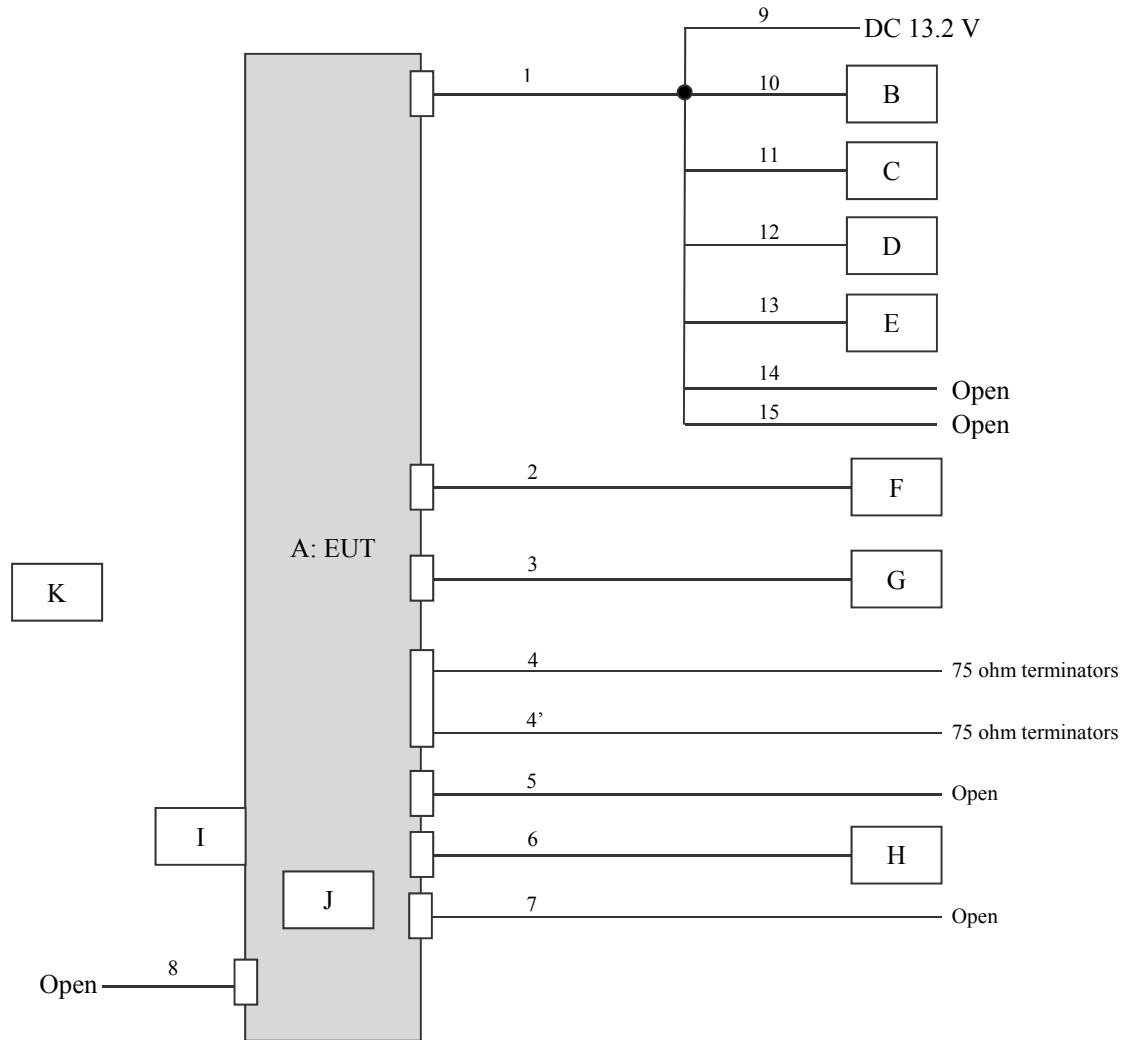 9
DC 13.2 V
1
10
B
11
C
12
D
13
E
14
Open
15
Open
2
F
A: EUT
3
G
K
4
75 ohm terminators
4’
75 ohm terminators
5
Open
I
6
H
J
7
Open
8
Open